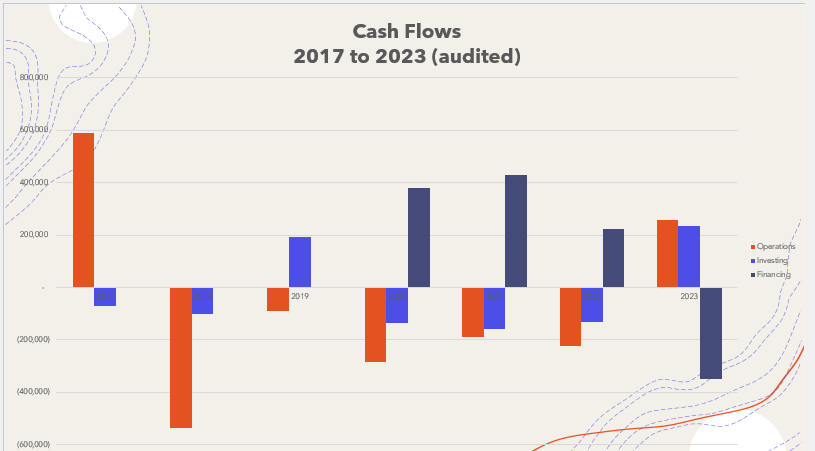 Cash Flows
2017 to 2023 (audited)
800,000
600,000
400,000
200,000
-
(200,000)
(400,000)
(600,000)
2019
2023
Operations
Investing
Financing